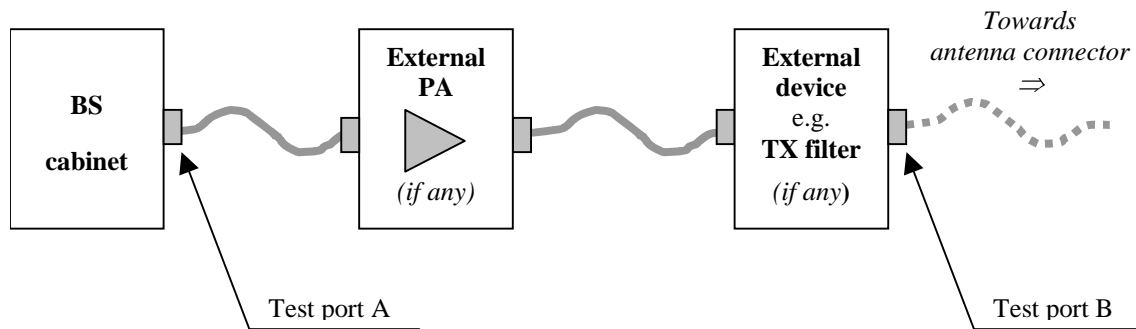 BS
cabinet
External
PA
(if any)
External
device
e.g.
TX filter
(if any)
Towards
antenna connector
⇒
Test port A
Test port B